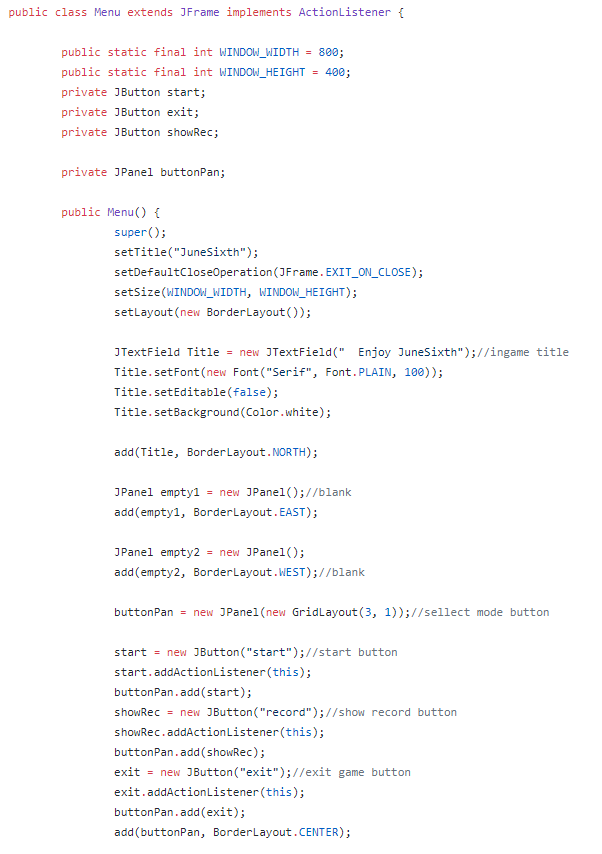 public class Menu extends JFrame implements ActionListener {
public static final int WINDOW_WIDTH = 800;
public static final int WINDOW_HEIGHT = 400;
private JButton start;
private JButton exit;
private JButton showRec;
private JPanel buttonPan;
public Menu() {
super();
setTitle("JuneSixth");
setDefaultCloseOperation(JFrame.EXIT_ON_CLOSE);
setSize(WINDOW_WIDTH, WINDOW_HEIGHT);
setLayout(new BorderLayout());
JTextField Title = new JTextField("  Enjoy JuneSixth");//ingame title
Title.setFont(new Font("Serif", Font.PLAIN, 100));
Title.setEditable(false);
Title.setBackground(Color.white);
add(Title, BorderLayout.NORTH);
JPanel empty1 = new JPanel();//blank
add(empty1, BorderLayout.EAST);
JPanel empty2 = new JPanel();
add(empty2, BorderLayout.WEST);//blank
buttonPan = new JPanel(new GridLayout(3, 1));//sellect mode button
start = new JButton("start");//start button
start.addActionListener(this);
buttonPan.add(start);
showRec = new JButton("record");//show record button
showRec.addActionListener(this);
buttonPan.add(showRec);
exit = new JButton("exit");//exit game button
exit.addActionListener(this);
buttonPan.add(exit);
add(buttonPan, BorderLayout.CENTER);